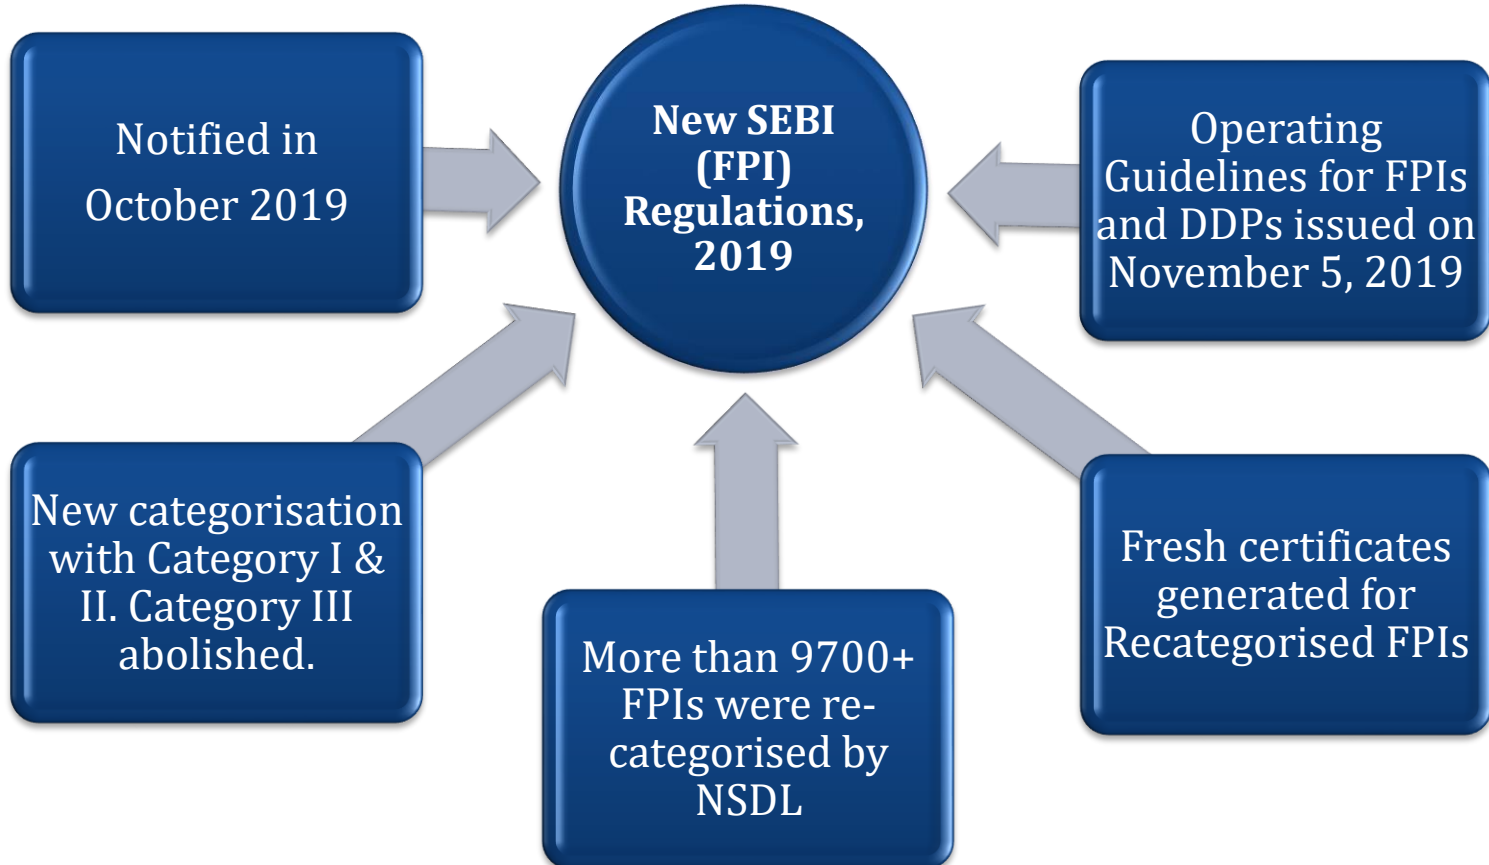 Notified in
October 2019
New SEBI
(FPI)
Regulations,
2019
Operating
Guidelines for FPIs
and DDPs issued on
November 5, 2019
New categorisation
with Category I &
II. Category III
abolished.
More than 9700+
FPIs were re-
categorised by
NSDL
Fresh certificates
generated for
Recategorised FPIs